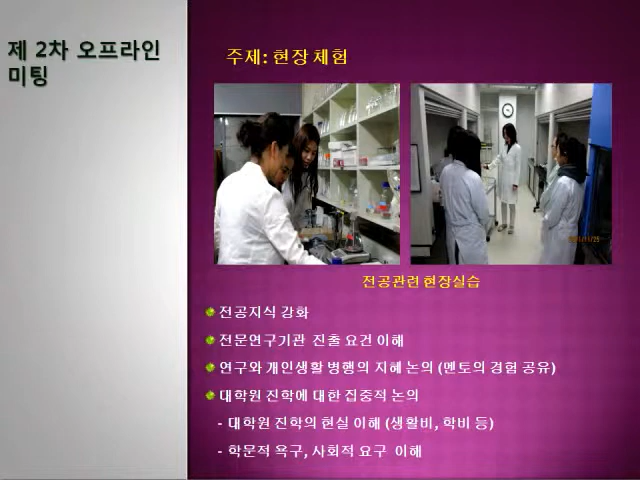 제 2차 오프라인
미팅
주제: 현장 체험
전공관련 현장실습
전공지식 강화
전문연구기관 진출 요건 이해
연구와 개인생활 병행의 지혜 논의 (멘토의 경험 공유)
대학원 진학에 대한 집중적 논의
- 대학원 진학의 현실 이해 (생활비, 학비 등)
- 학문적 욕구, 사회적 요구 이해